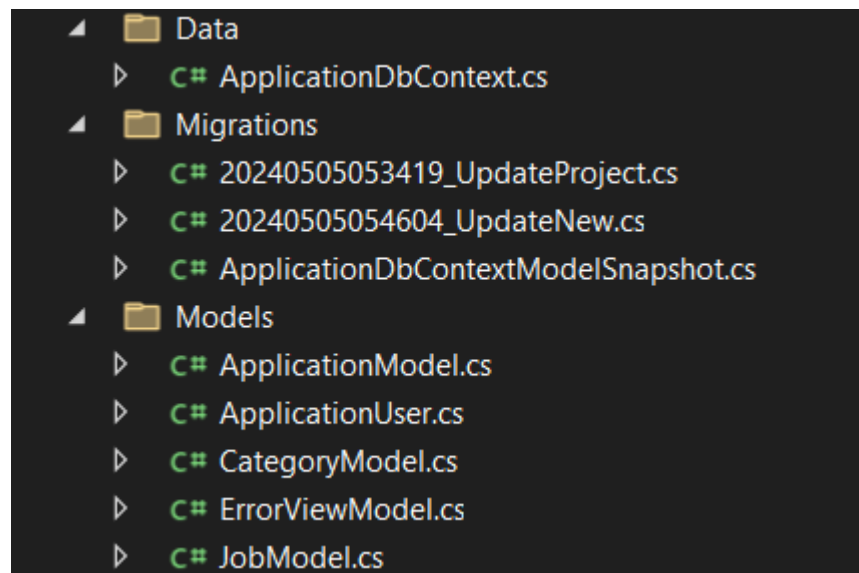 Data
C# ApplicationDbContext.cs
Migrations
C# 20240505053419_UpdateProject.cs
C# 20240505054604_UpdateNew.cs
C# ApplicationDbContextModelSnapshot.cs
Models
C# ApplicationModel.cs
C# ApplicationUser.cs
C# CategoryModel.cs
C# ErrorViewModel.cs
C# JobModel.cs